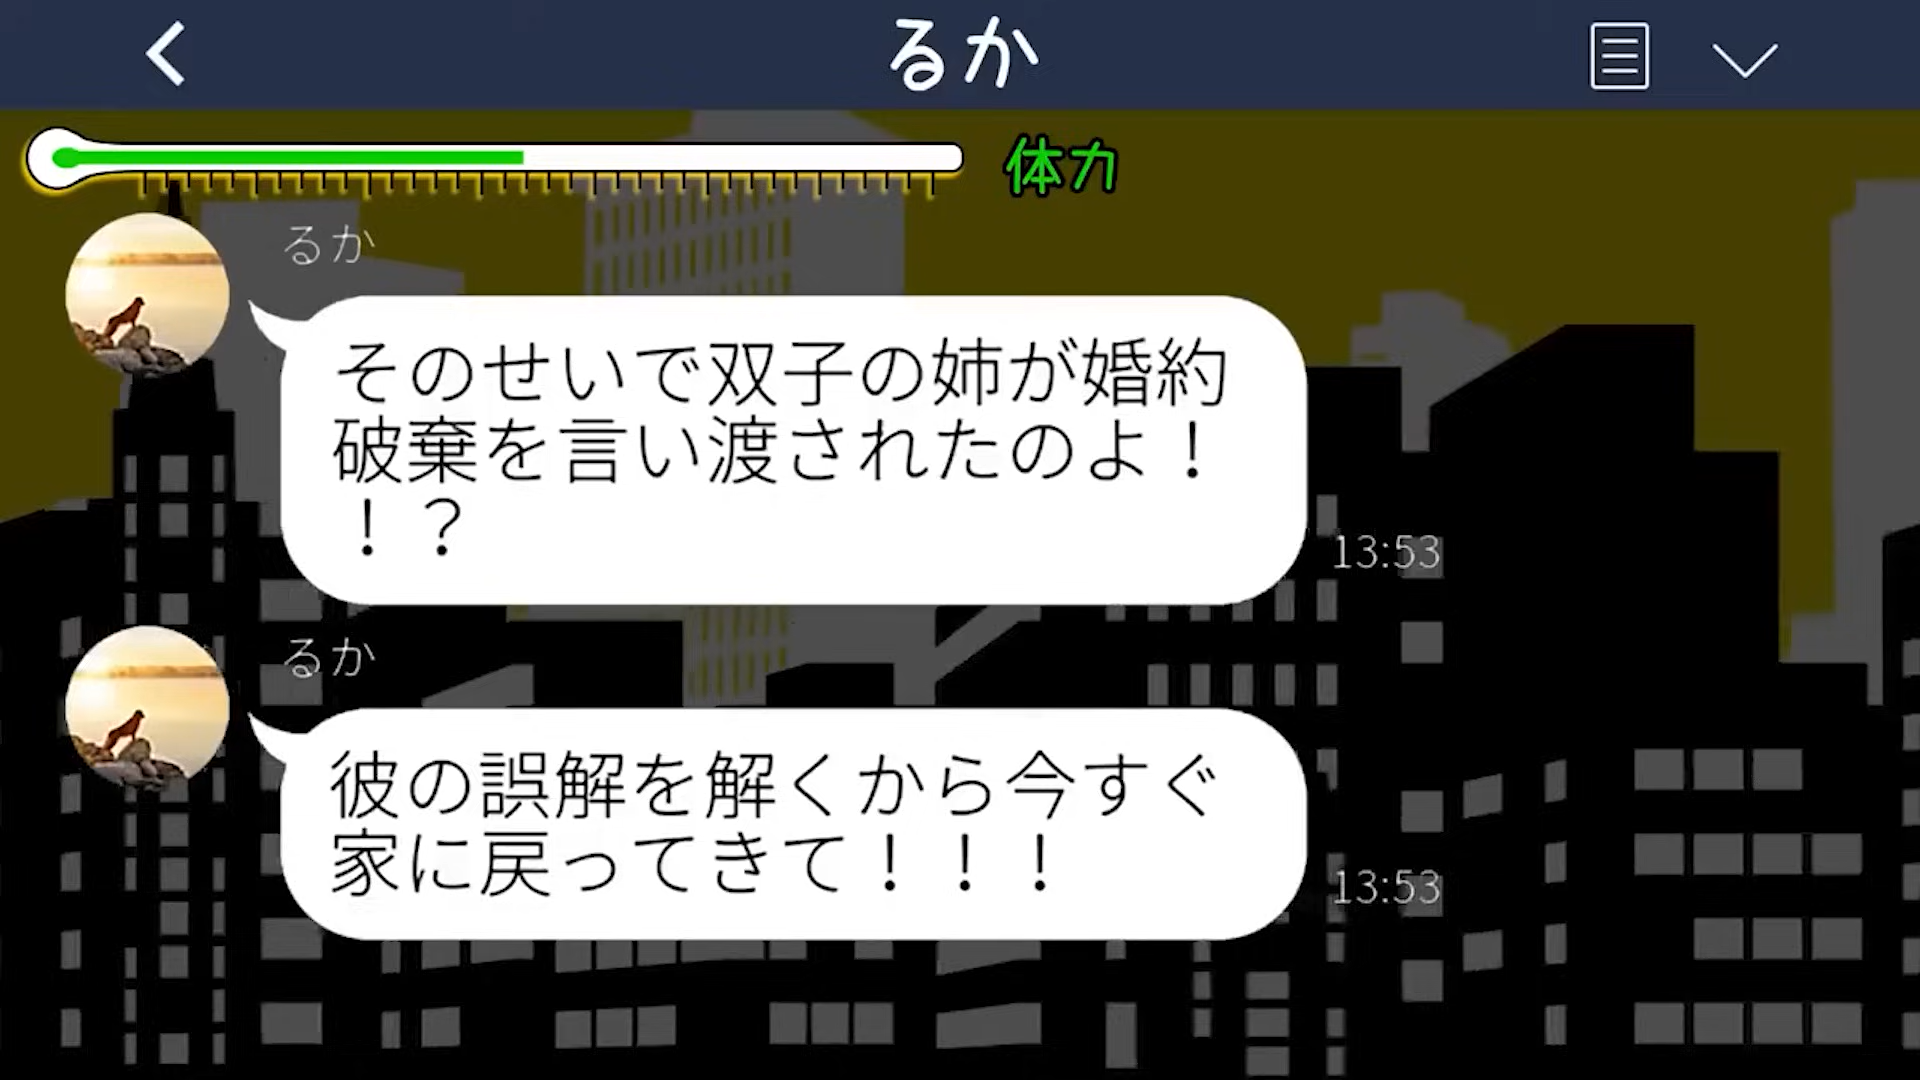 るか
体力
るか
そのせいで双子の姉が婚約
破棄を言い渡されたのよ！
！？
13:53
るか
彼の誤解を解くから今すぐ
家に戻ってきて！！！
13:53